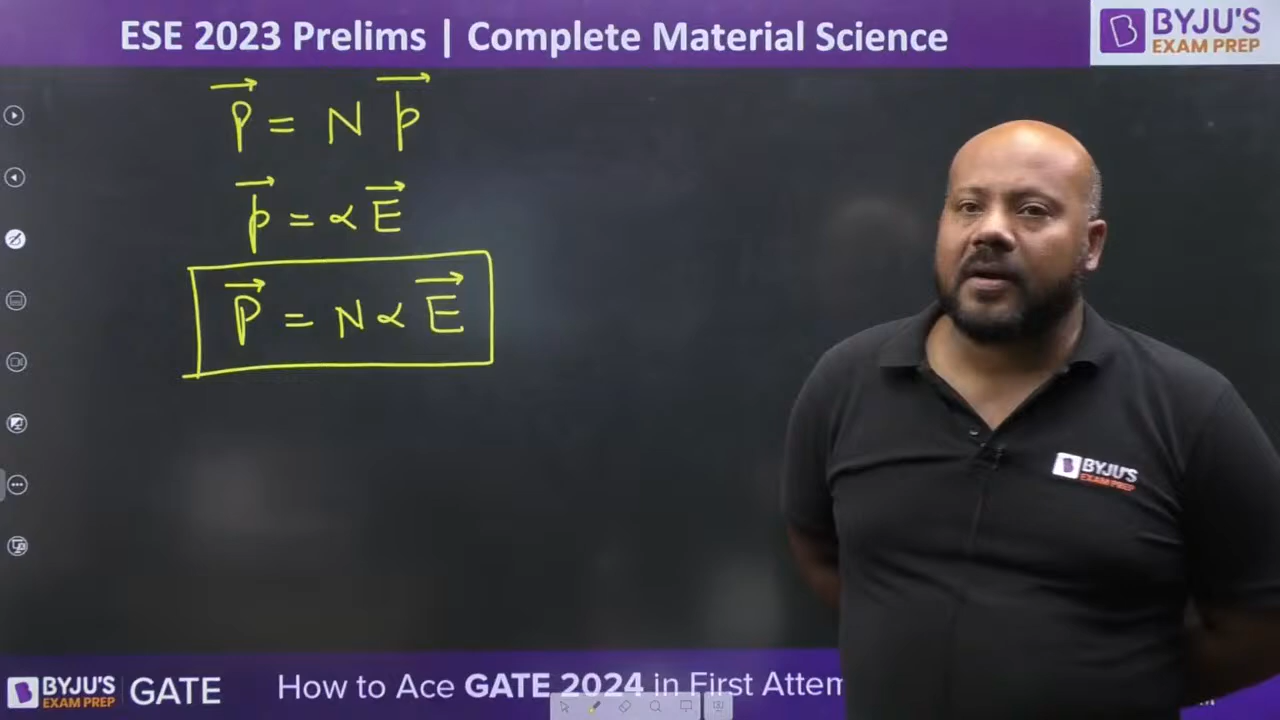 ESE 2023 Prelims | Complete Material Science
BYJU'S
EXAM PREP
P⃗ = N p⃗
p⃗ = α E⃗
P⃗ = N α E⃗
BYJU'S
EXAM PREP
BYJU'S
EXAM PREP
GATE
How to Ace GATE 2024 in First